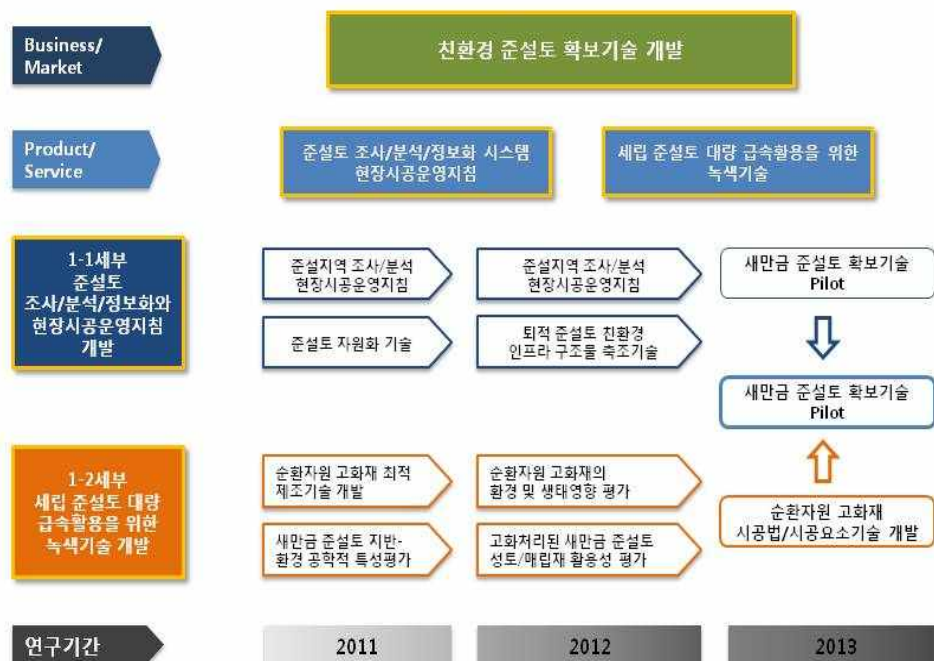 Business/
Market
친환경 준설토 확보기술 개발
Product/
Service
준설토 조사/분석/정보화 시스템
현장시공운영지침
세립 준설토 대량 급속활용을 위한
녹색기술
1-1세부
준설토
조사/분석/정보화와
현장시공운영지침
개발
준설지역 조사/분석
현장시공운영지침
준설지역 조사/분석
현장시공운영지침
새만금 준설토 확보기술
Pilot
준설토 자원화 기술
퇴적 준설토 친환경
인프라 구조물 축조기술
새만금 준설토 확보기술
Pilot
1-2세부
세립 준설토 대량
급속활용을 위한
녹색기술 개발
순환자원 고화재 최적
제조기술 개발
순환자원 고화재의
환경 및 생태영향 평가
새만금 준설토 지반-
환경 공학적 특성평가
고화처리된 새만금 준설토
성토/매립재 활용성 평가
순환자원 고화재
시공법/시공요소기술 개발
연구기간
2011
2012
2013